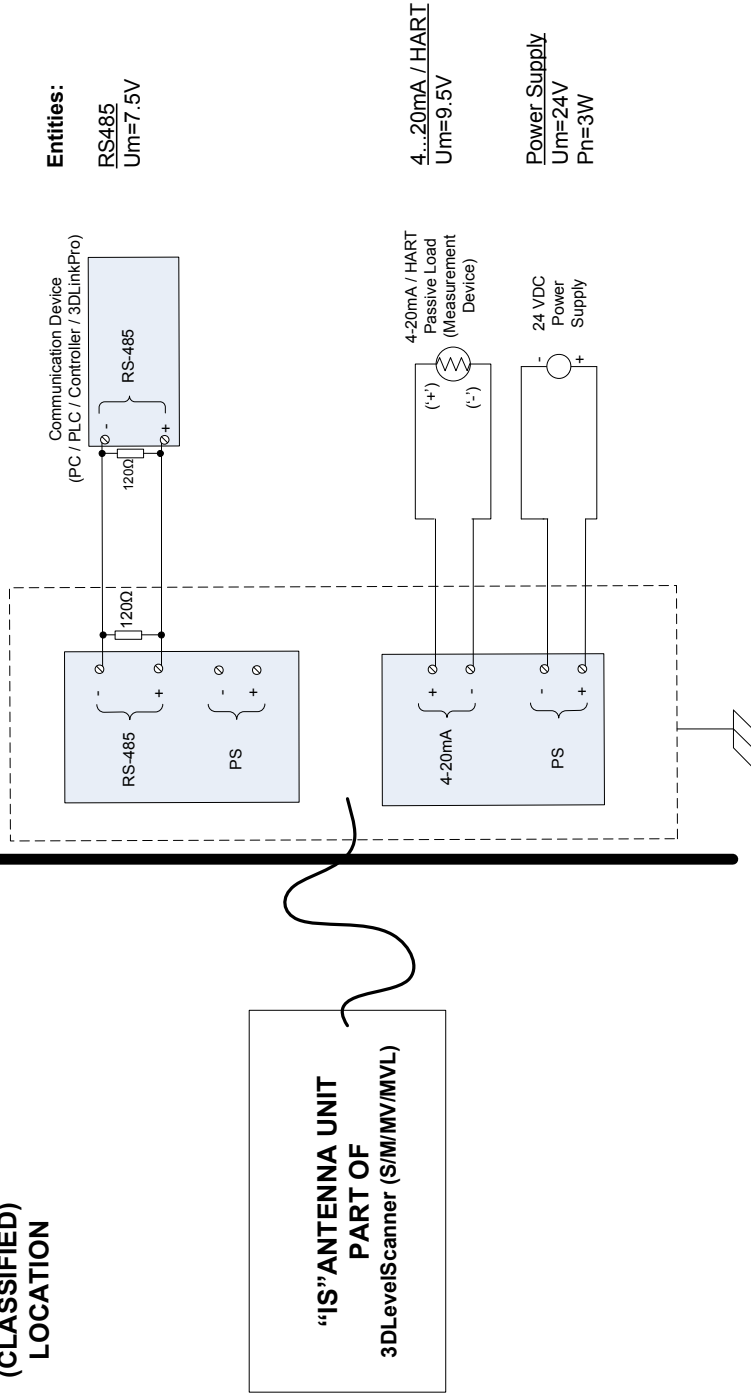 (CLASSIFIED)
LOCATION
"IS"ANTENNA UNIT
PART OF
3DLevelScanner (S/M/MV/MVL)
RS-485
-
+
PS
-
+
120Ω
120Ω
Communication Device
(PC / PLC / Controller / 3DLinkPro)
-
+
RS-485
4-20mA
+
-
PS
-
+
4-20mA / HART
Passive Load
(Measurement
Device)
('+')
('-')
24 VDC
Power
Supply
-
+
Entities:
RS485
Um=7.5V
4...20mA / HART
Um=9.5V
Power Supply
Um=24V
Pn=3W